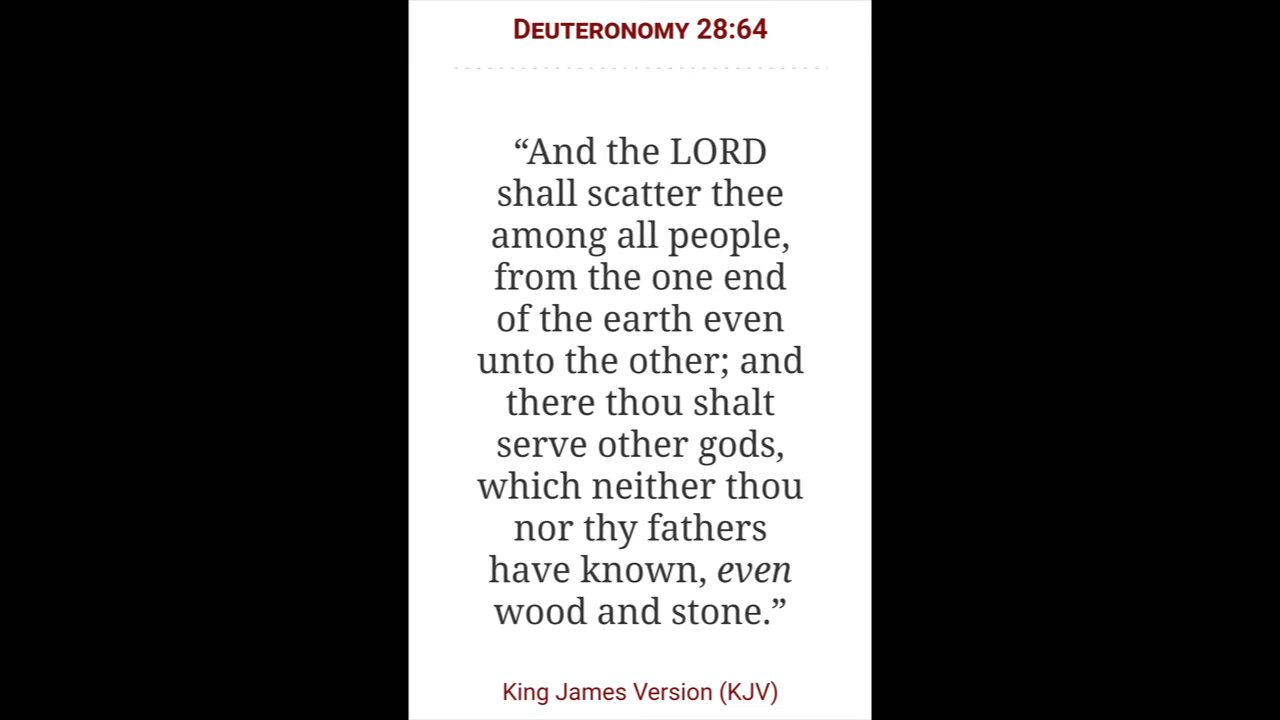 DEUTERONOMY 28:64
“And the LORD
shall scatter thee
among all people,
from the one end
of the earth even
unto the other; and
there thou shalt
serve other gods,
which neither thou
nor thy fathers
have known, even
wood and stone.”
King James Version (KJV)